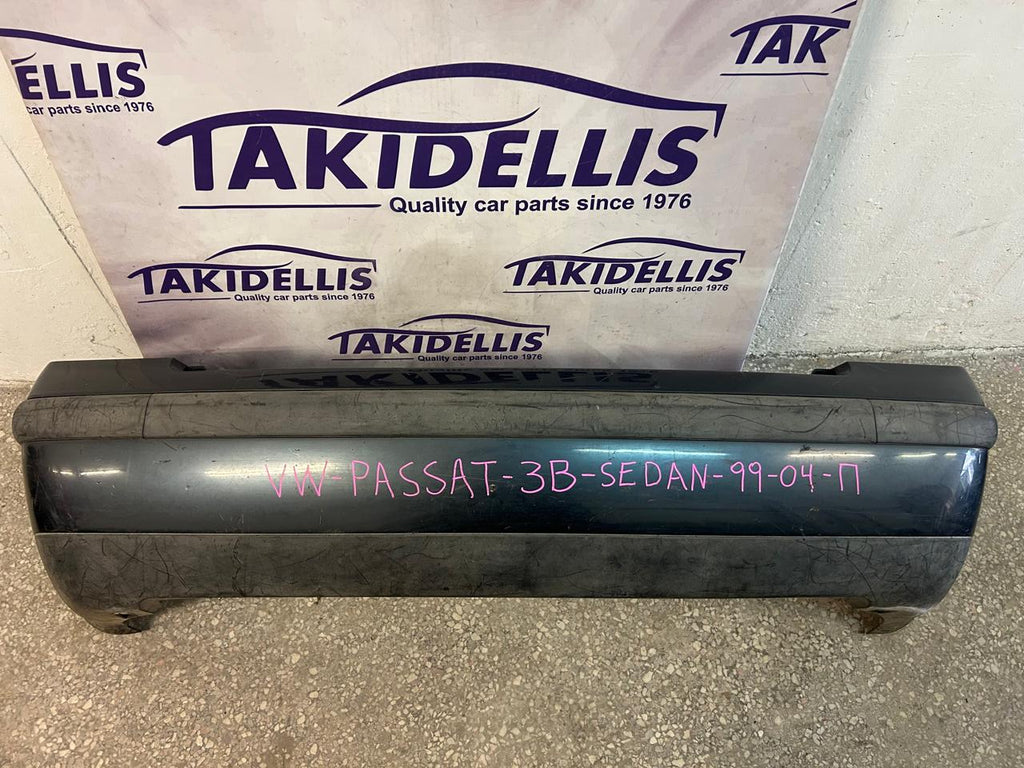 ELLIS
car parts since 1976
TAK
TAKIDELLIS
Quality car parts since 1976
TAKIDELLIS
Quality car parts since 1976
TAKIDELLIS
Quality car parts since 1976
TAKIDELLIS
Quality car parts since 1976
TAKIDELLIS
VW-PASSAT-3B-SEDAN-99-04-Π